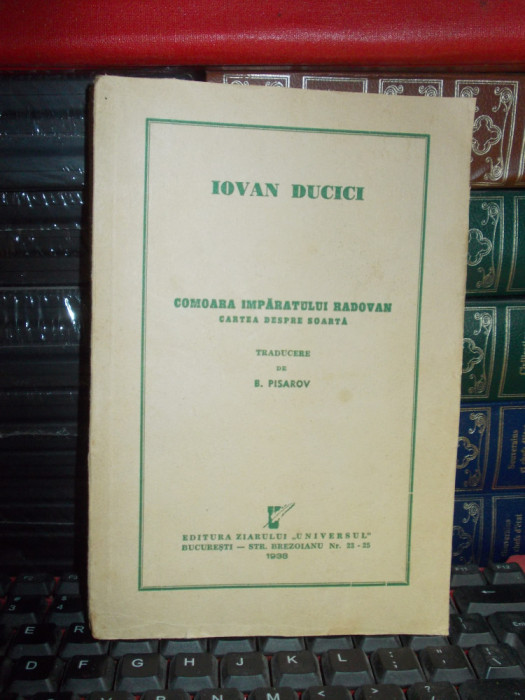 IOVAN DUCICI
COMOARA IMPĂRATULUI RADOVAN
CARTEA DESPRE SOARTĂ
TRADUCERE
DE
B. PISAROV
EDITURA ZIARULUI „UNIVERSUL"
BUCUREȘTI — STR. BREZOIANU Nr. 23 - 25
1938
E R T Y U I O P
D F G H J K L